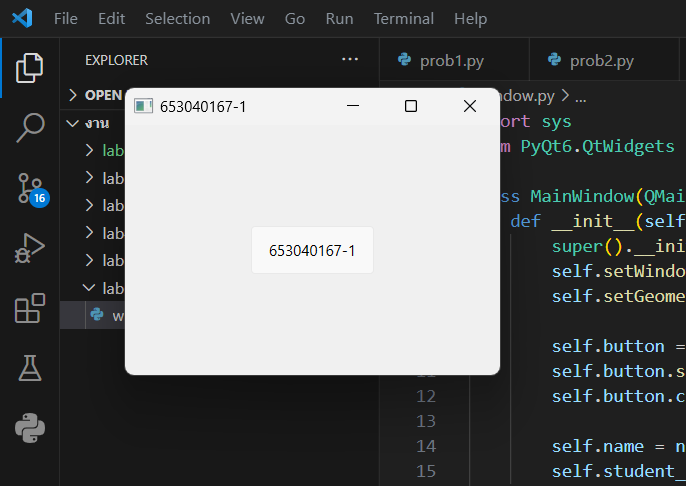 File Edit Selection View Go Run Terminal Help
EXPLORER ...
prob1.py prob2.py
OPEN
งาน
lab
lab
lab
lab
lab
lab
16
653040167-1
653040167-1
ndow.py > ...
ort sys
PyQt6.QtWidgets
ss MainWindow(QMai
def __init__(self
super().__ini
self.setWindo
self.setGeome
self.button =
self.button.s
12 self.button.c
13
14 self.name = n
15 self.student_